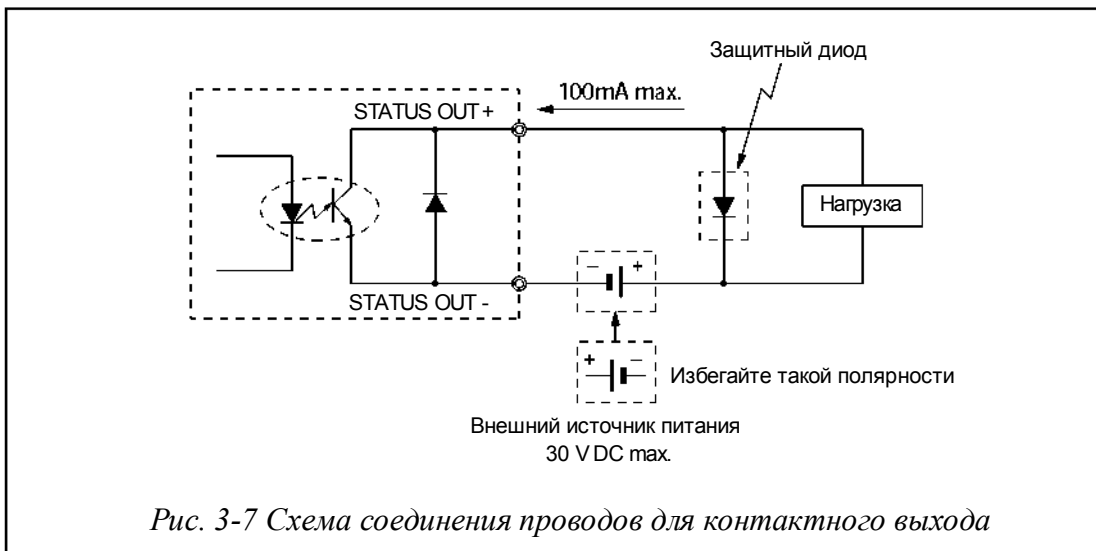 Защитный диод
100mA max.
STATUS OUT +
Нагрузка
− +
STATUS OUT -
+ −
Избегайте такой полярности
Внешний источник питания
30 V DC max.
Рис. 3-7 Схема соединения проводов для контактного выхода